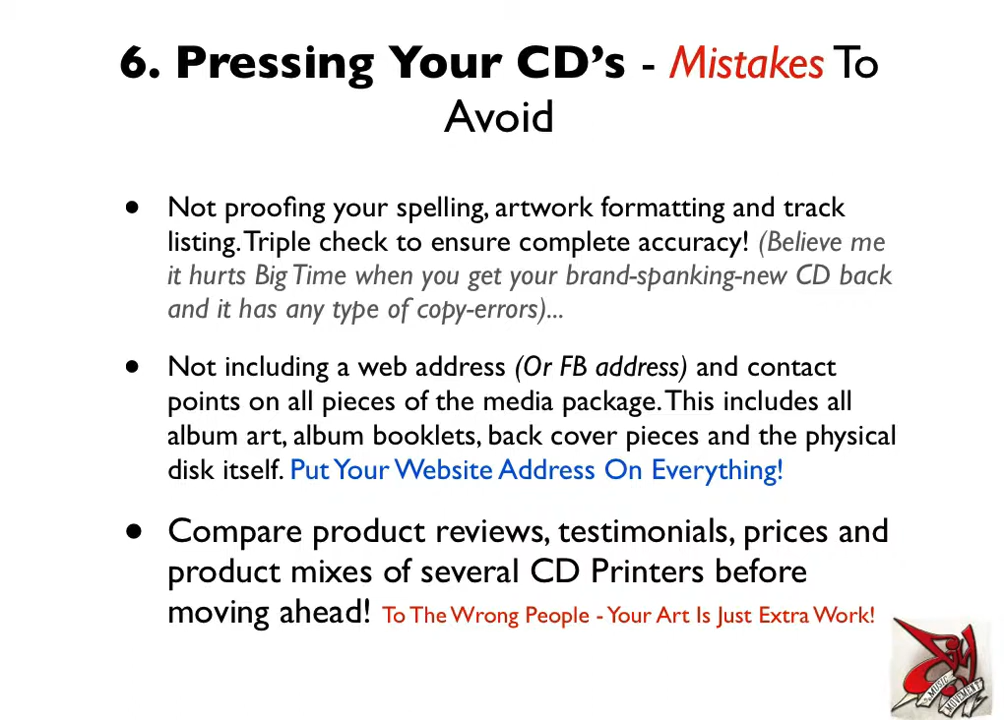 6. Pressing Your CD’s - Mistakes To
Avoid
● Not proofing your spelling, artwork formatting and track
listing. Triple check to ensure complete accuracy! (Believe me
it hurts Big Time when you get your brand-spanking-new CD back
and it has any type of copy-errors)...
● Not including a web address (Or FB address) and contact
points on all pieces of the media package. This includes all
album art, album booklets, back cover pieces and the physical
disk itself. Put Your Website Address On Everything!
● Compare product reviews, testimonials, prices and
product mixes of several CD Printers before
moving ahead! To The Wrong People - Your Art Is Just Extra Work!
MUSIC
MOVEMENT